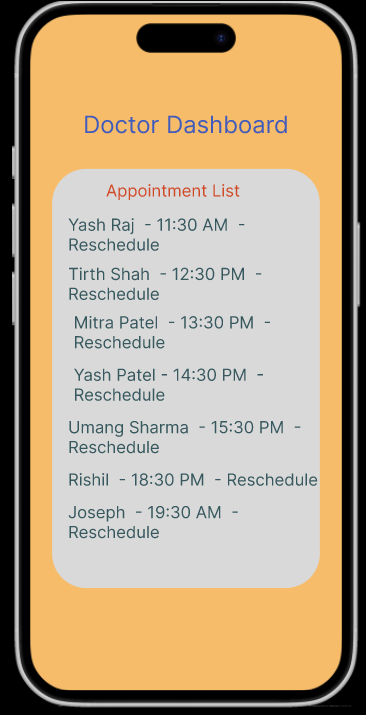 Doctor Dashboard
Appointment List
Yash Raj  - 11:30 AM  -
Reschedule
Tirth Shah  - 12:30 PM  -
Reschedule
Mitra Patel  - 13:30 PM  -
Reschedule
Yash Patel - 14:30 PM  -
Reschedule
Umang Sharma  - 15:30 PM  -
Reschedule
Rishil  - 18:30 PM  - Reschedule
Joseph  - 19:30 AM  -
Reschedule